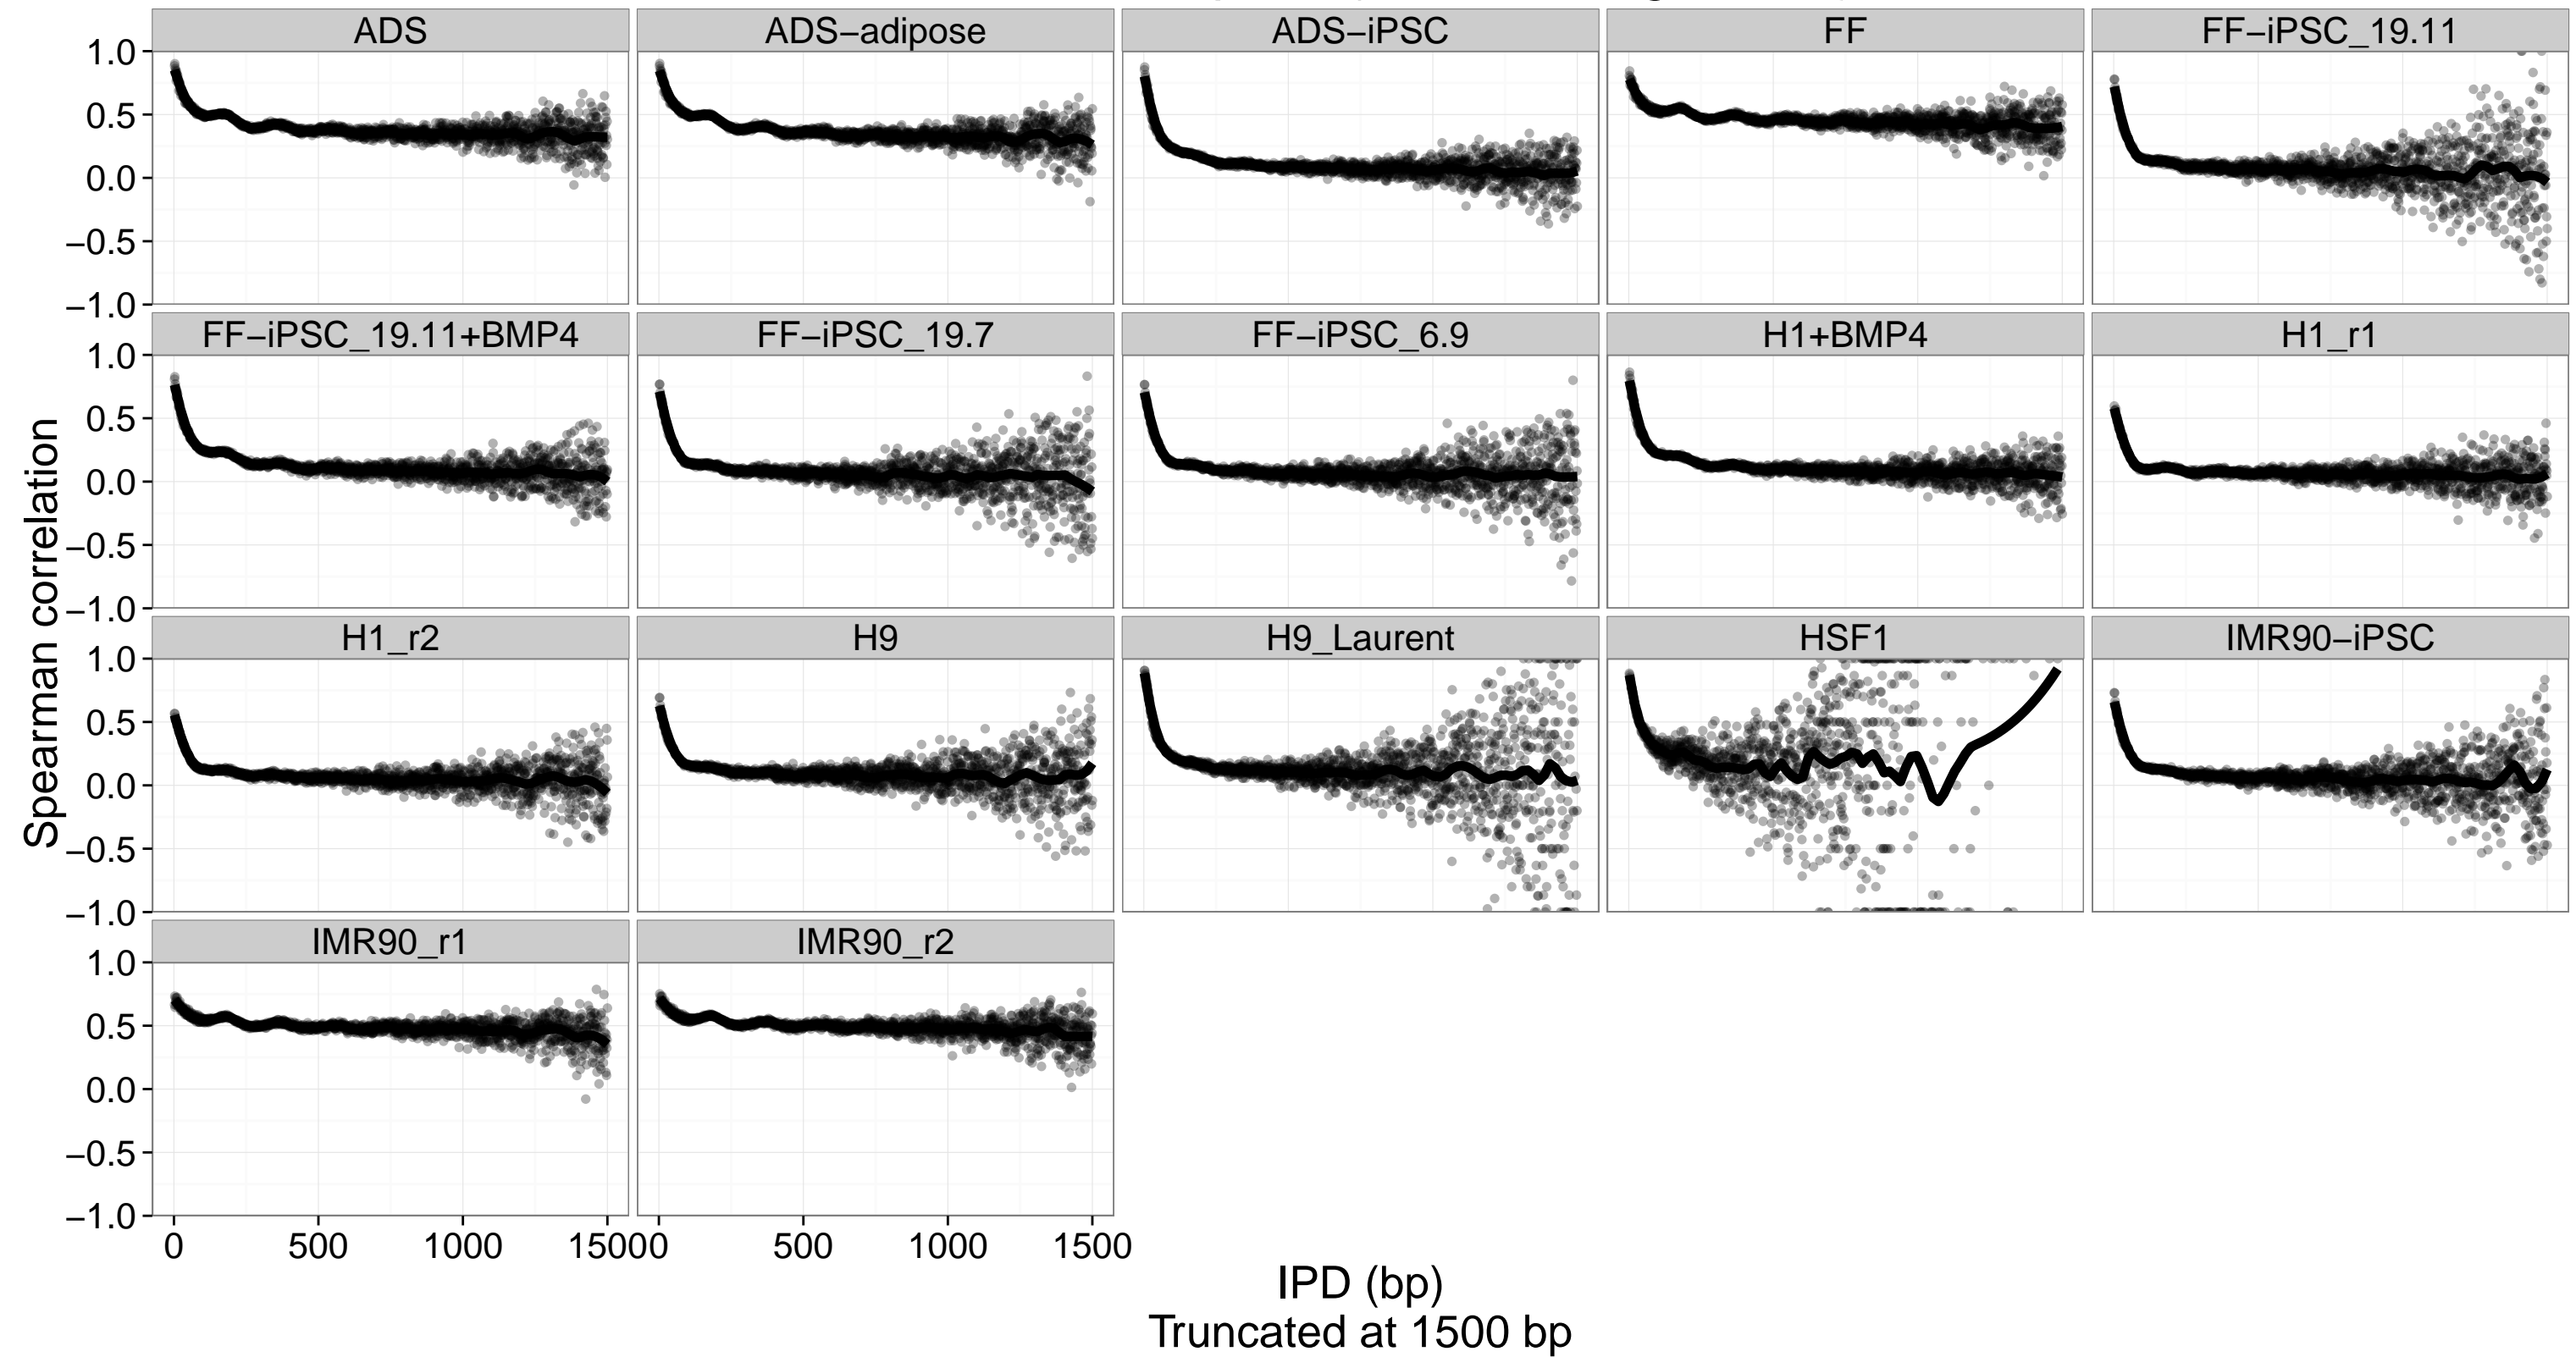 ADS ADS−adipose ADS−iPSC FF FF−iPSC_19.11
1.0
0.5
0.0
−0.5
−1.0
FF−iPSC_19.11+BMP4 FF−iPSC_19.7 FF−iPSC_6.9 H1+BMP4 H1_r1
1.0
0.5
0.0
−0.5
−1.0
H1_r2 H9 H9_Laurent HSF1 IMR90−iPSC
1.0
0.5
0.0
−0.5
−1.0
IMR90_r1 IMR90_r2
1.0
0.5
0.0
−0.5
−1.0
0 500 1000 1500 0 500 1000 1500
Spearman correlation
IPD (bp)
Truncated at 1500 bp